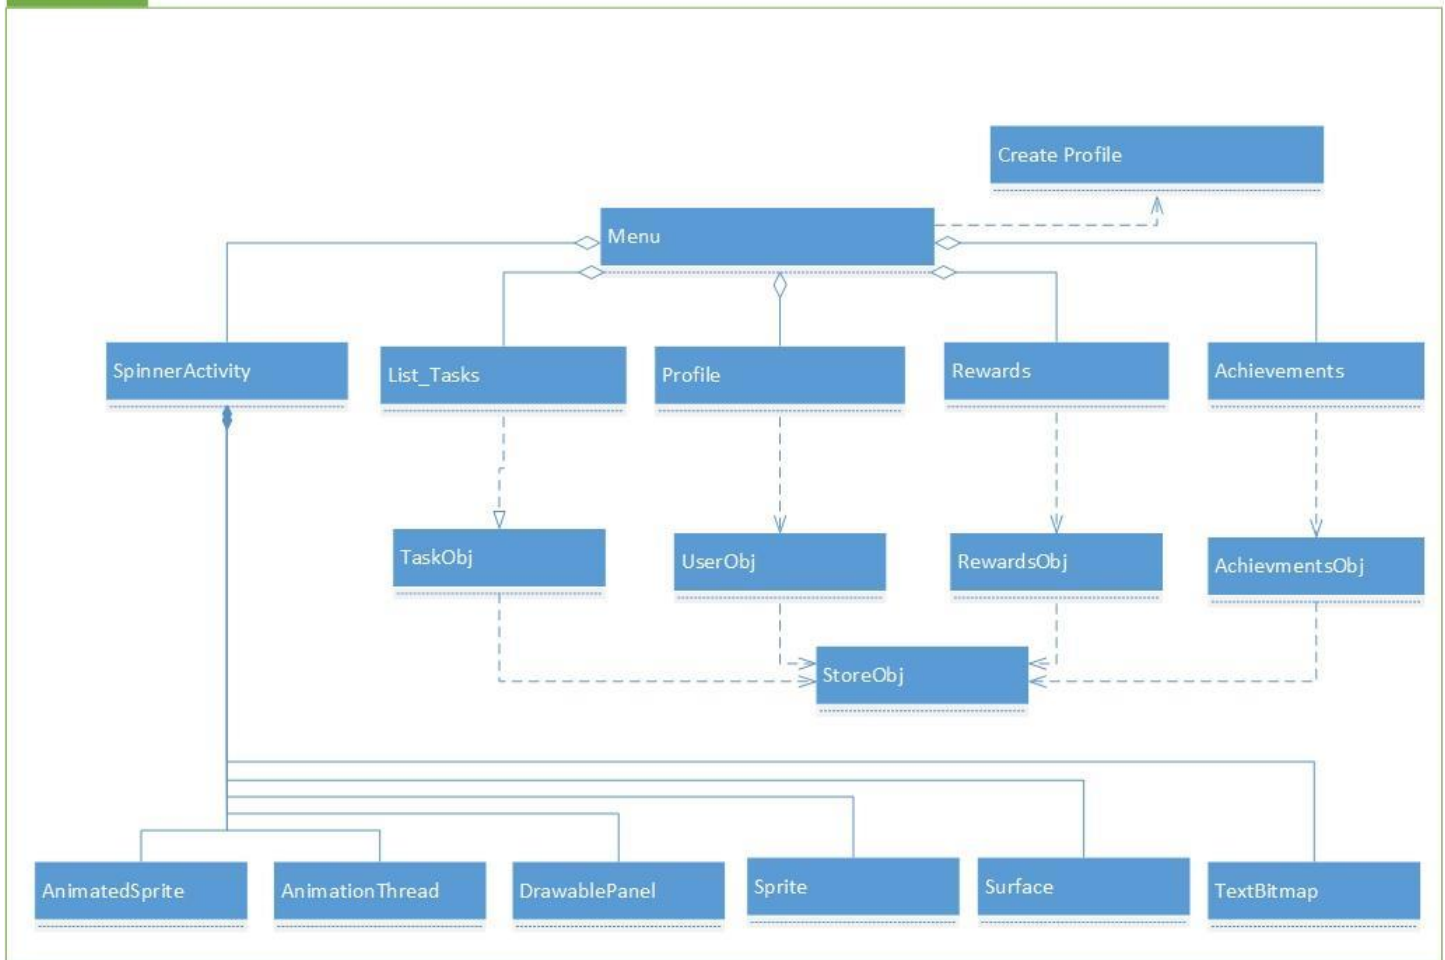 Create Profile
Menu
SpinnerActivity
List_Tasks
Profile
Rewards
Achievements
TaskObj
UserObj
RewardsObj
AchievmentsObj
StoreObj
AnimatedSprite
AnimationThread
DrawablePanel
Sprite
Surface
TextBitmap